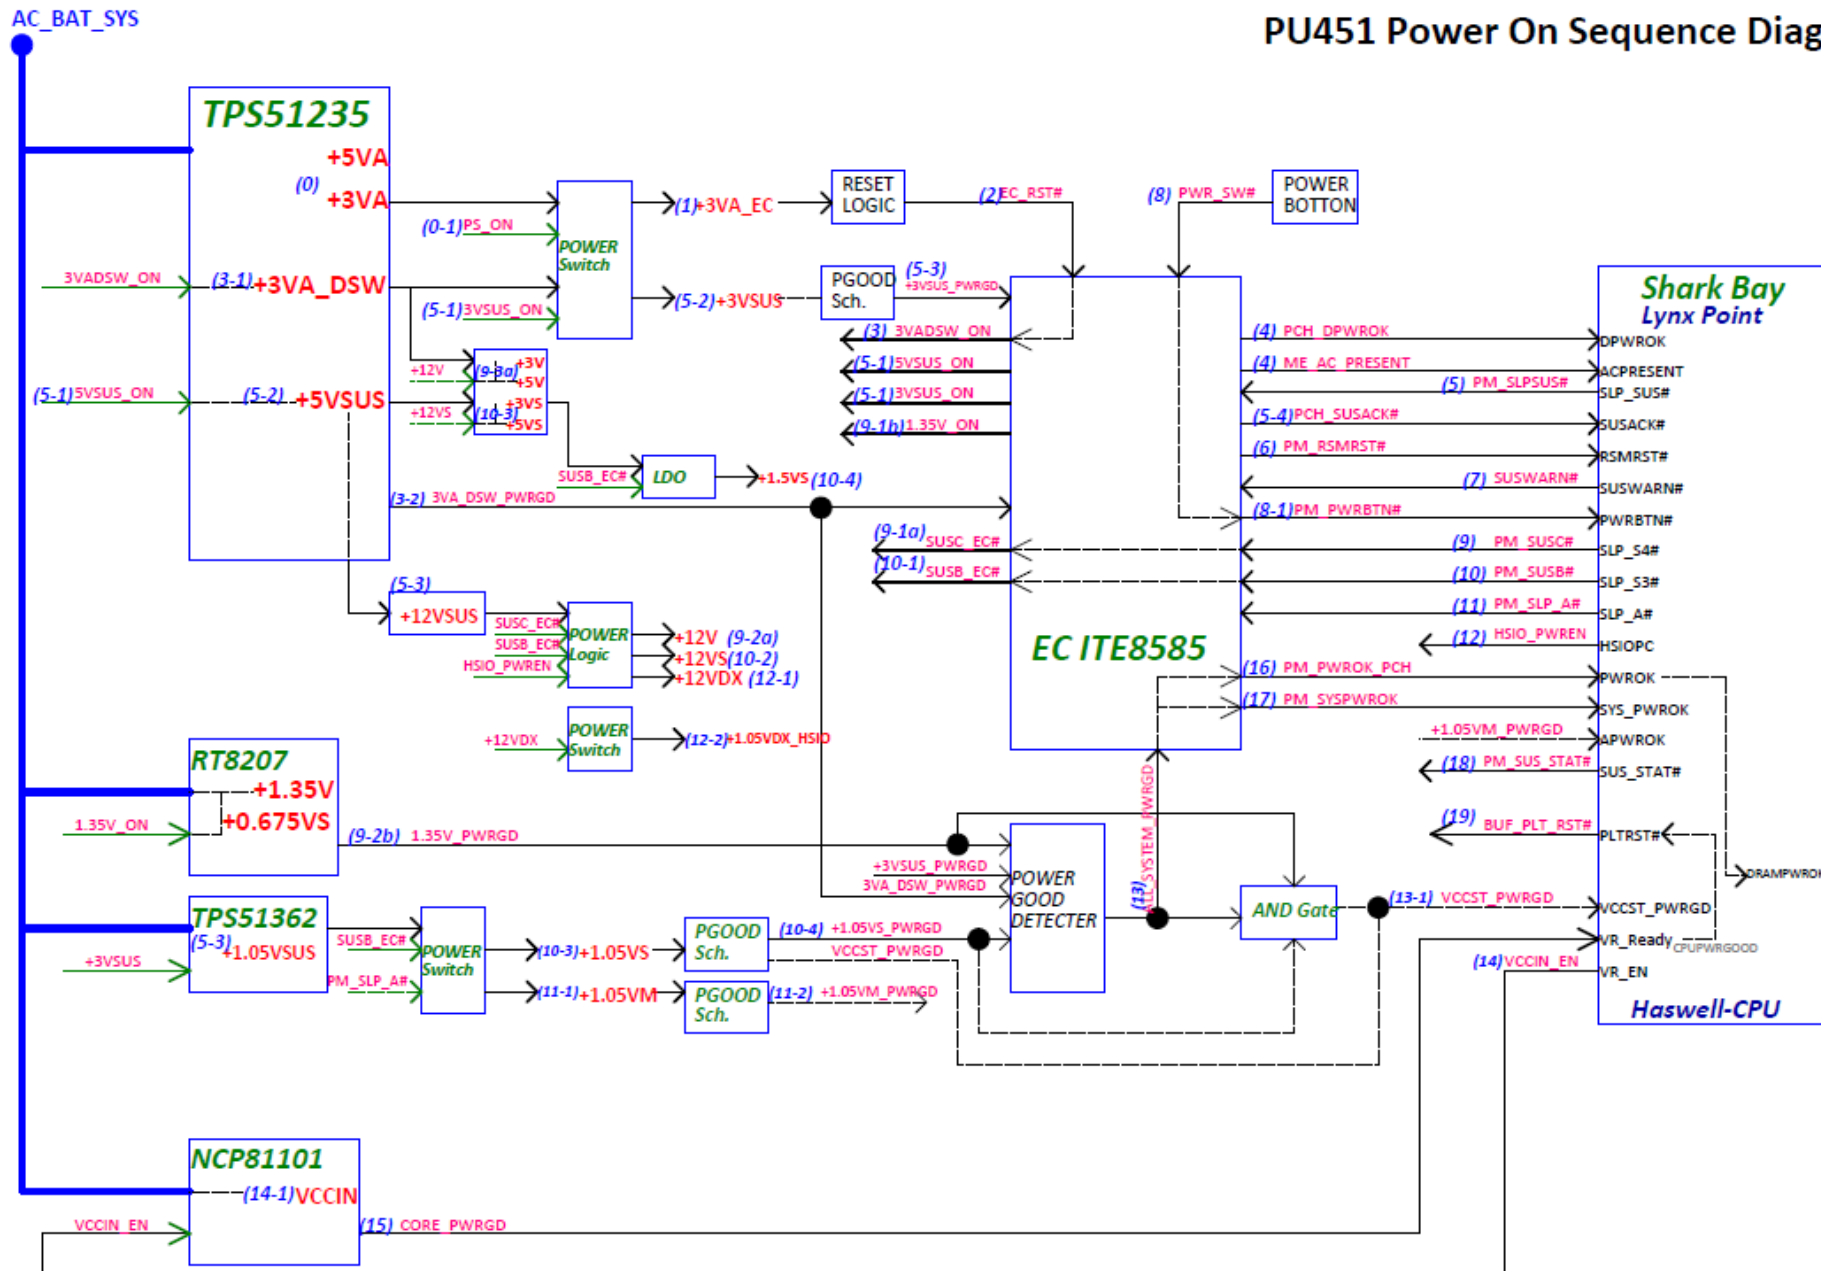 AC_BAT_SYS
PU451 Power On Sequence Diag
TPS51235
+5VA
(0)
+3VA
3VADSW_ON
(3-1) +3VA_DSW
(5-1) 5VSUS_ON
(5-2) +5VSUS
(0-1) PS_ON
(5-1) 3VSUS_ON
POWER
Switch
(1) +3VA_EC
RESET
LOGIC
(2) EC_RST#
(8) PWR_SW#
POWER
BOTTON
(5-2) +3VSUS
PGOOD
Sch.
(5-3)
+3VSUS_PWRGD
+12V
(9-3a)
+3V
+5V
+12VS
(10-3)
+3VS
+5VS
SUSB_EC#
LDO
+1.5VS (10-4)
(3-2) 3VA_DSW_PWRGD
(3) 3VADSW_ON
(5-1) 5VSUS_ON
(5-1) 3VSUS_ON
(9-1b) 1.35V_ON
(9-1a) SUSC_EC#
(10-1) SUSB_EC#
EC ITE8585
(4) PCH_DPWROK
(4) ME_AC_PRESENT
(5) PM_SLPSUS#
(5-4) PCH_SUSACK#
(6) PM_RSMRST#
(7) SUSWARN#
(8-1) PM_PWRBTN#
(9) PM_SUSC#
(10) PM_SUSB#
(11) PM_SLP_A#
(12) HSIO_PWREN
(16) PM_PWROK_PCH
(17) PM_SYSPWROK
+1.05VM_PWRGD
(18) PM_SUS_STAT#
(19) BUF_PLT_RST#
Shark Bay
Lynx Point
DPWROK
ACPRESENT
SLP_SUS#
SUSACK#
RSMRST#
SUSWARN#
PWRBTN#
SLP_S4#
SLP_S3#
SLP_A#
HSIOPC
PWROK
SYS_PWROK
APWROK
SUS_STAT#
PLTRST#
DRAMPWROK
VCCST_PWRGD
VR_Ready
CPUPWRGOOD
VR_EN
Haswell-CPU
(5-3)
+12VSUS
SUSC_EC#
SUSB_EC#
HSIO_PWREN
POWER
Logic
+12V (9-2a)
+12VS (10-2)
+12VDX (12-1)
+12VDX
POWER
Switch
(12-2) +1.05VDX_HSIO
RT8207
+1.35V
+0.675VS
1.35V_ON
(9-2b) 1.35V_PWRGD
+3VSUS_PWRGD
3VA_DSW_PWRGD
POWER
GOOD
DETECTER
(13) ALL_SYSTEM_PWRGD
AND Gate
(13-1) VCCST_PWRGD
(14) VCCIN_EN
TPS51362
(5-3)
+1.05VSUS
+3VSUS
SUSB_EC#
PM_SLP_A#
POWER
Switch
(10-3) +1.05VS
(11-1) +1.05VM
PGOOD
Sch.
(10-4) +1.05VS_PWRGD
VCCST_PWRGD
PGOOD
Sch.
(11-2) +1.05VM_PWRGD
NCP81101
(14-1) VCCIN
VCCIN_EN
(15) CORE_PWRGD